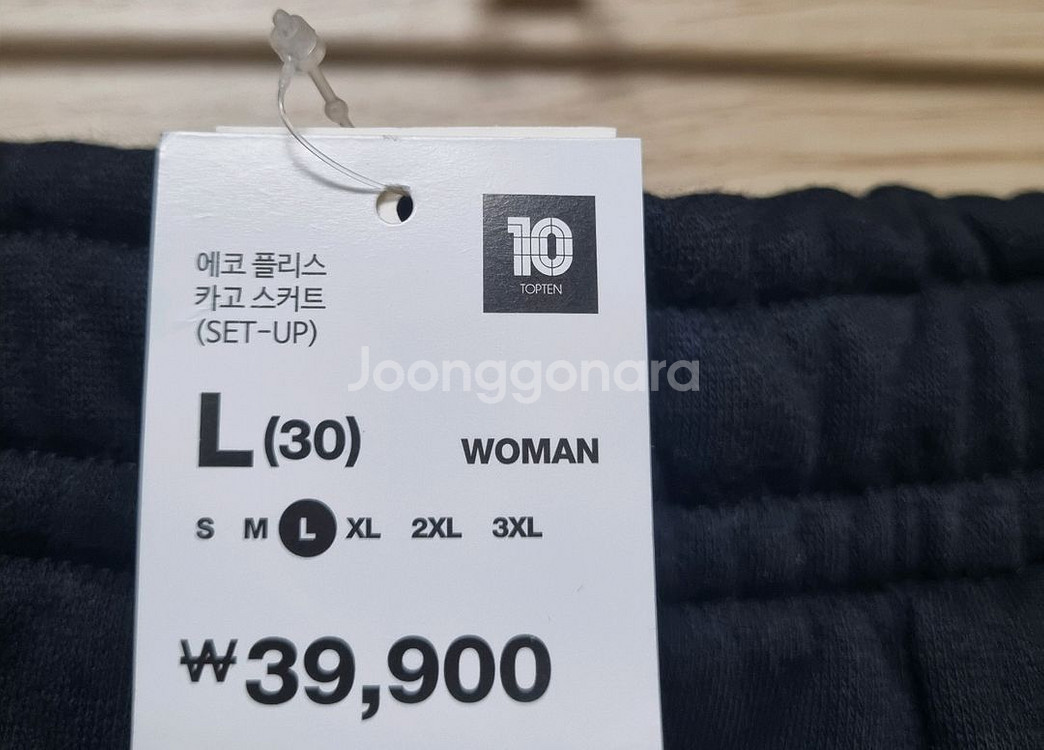 10
TOPTEN
에코 플리스
카고 스커트
(SET-UP)
Joonggonara
L (30)
WOMAN
S M L XL 2XL 3XL
₩39,900